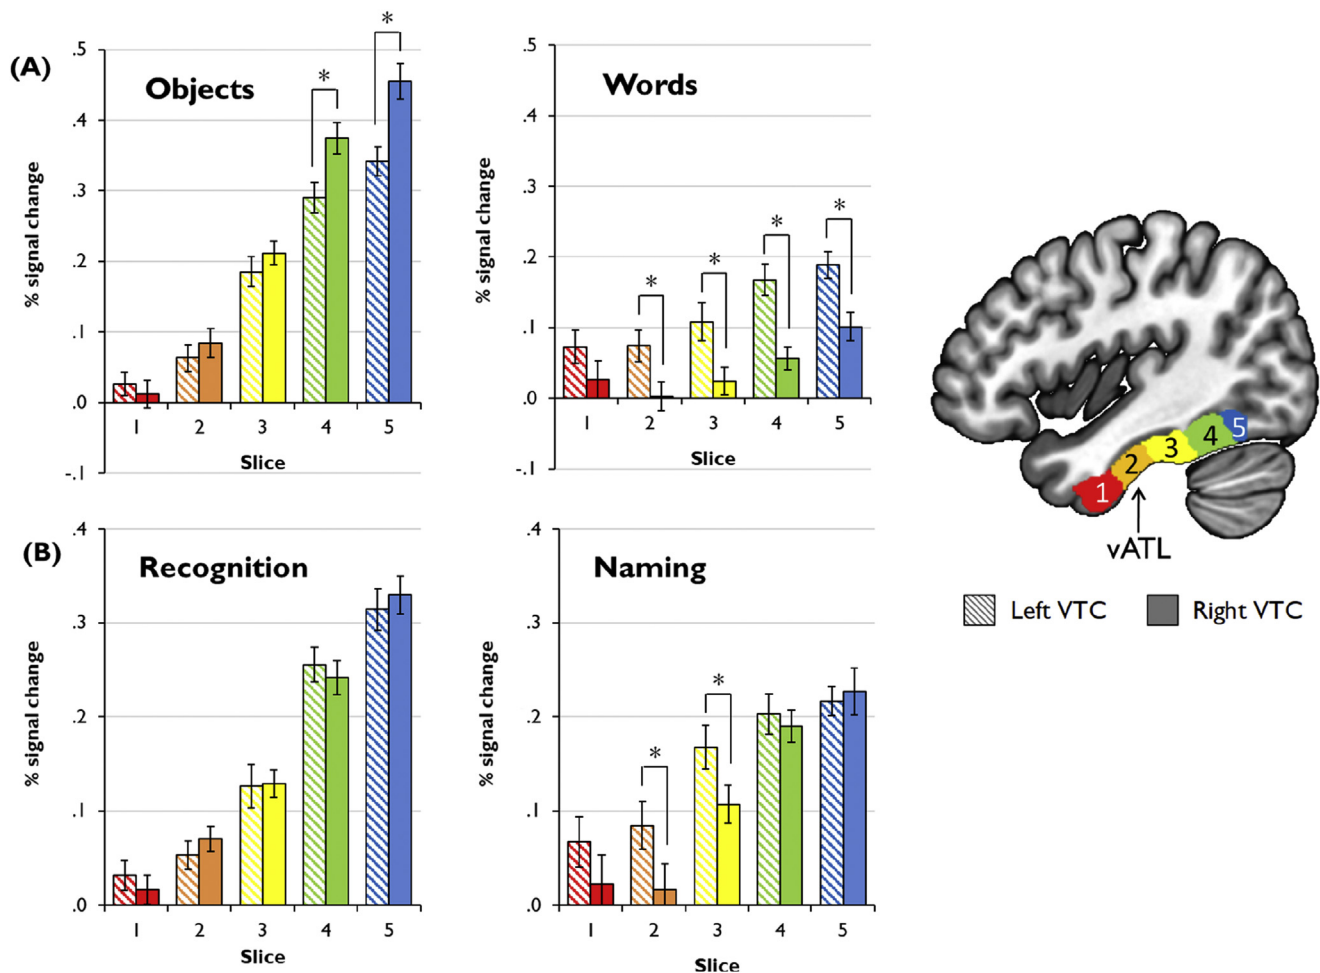 (A)
Objects
% signal change
.5
.4
.3
.2
.1
.0
-.1
*
*
1 2 3 4 5
Slice
Words
% signal change
.5
.4
.3
.2
.1
.0
-.1
*
*
*
*
1 2 3 4 5
Slice
1
2
3
4
5
vATL
Left VTC
Right VTC
(B)
Recognition
% signal change
.4
.3
.2
.1
.0
1 2 3 4 5
Slice
Naming
% signal change
.4
.3
.2
.1
.0
*
*
1 2 3 4 5
Slice